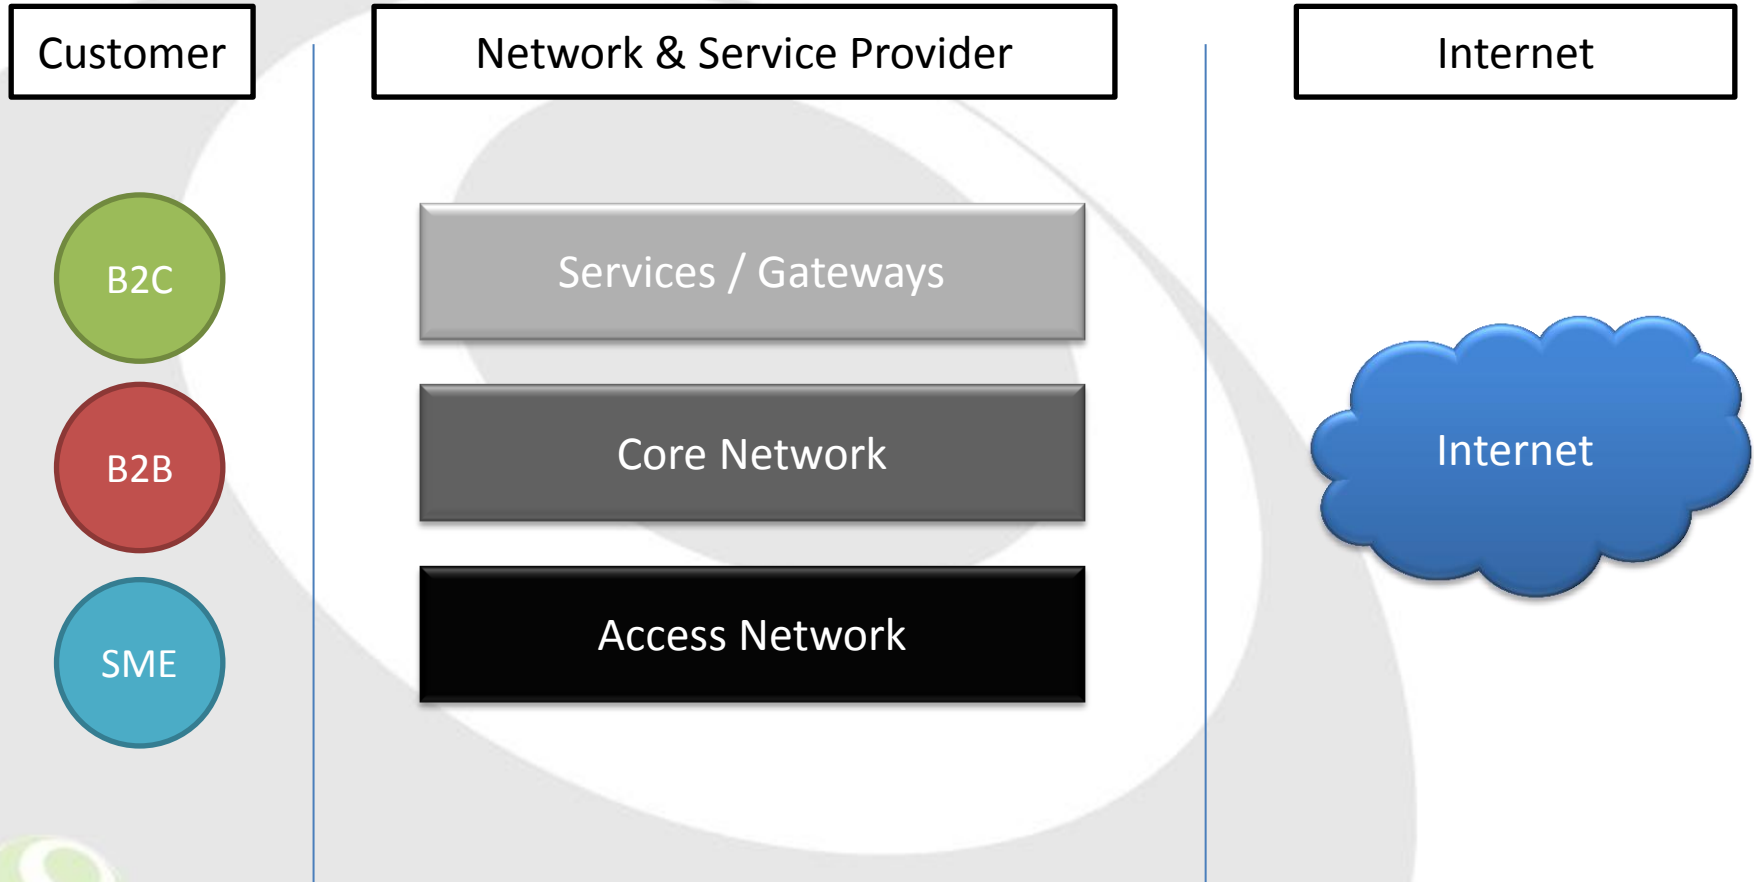 Customer
Network & Service Provider
Internet
B2C
B2B
SME
Services / Gateways
Core Network
Access Network
Internet